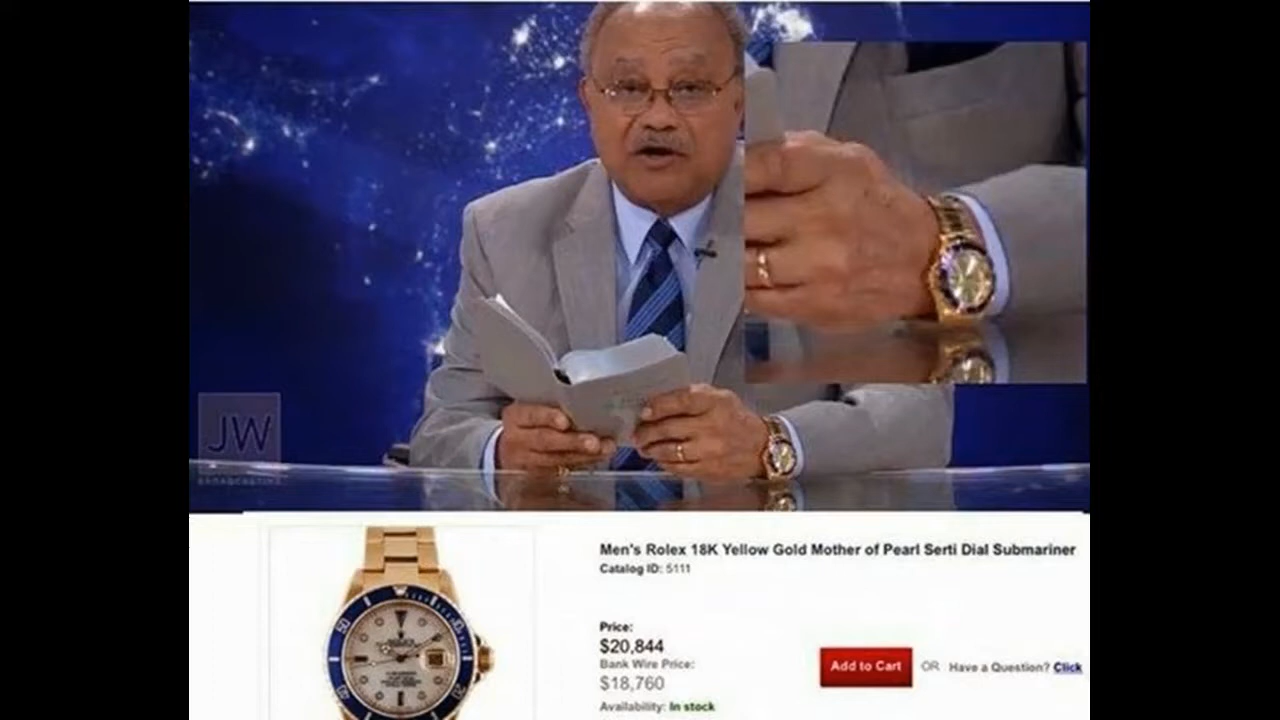 JW
BROADCASTING
Men's Rolex 18K Yellow Gold Mother of Pearl Serti Dial Submariner
Catalog ID: 5111
Price:
$20,844
Bank Wire Price:
$18,760
Add to Cart OR Have a Question? Click
Availability: In stock